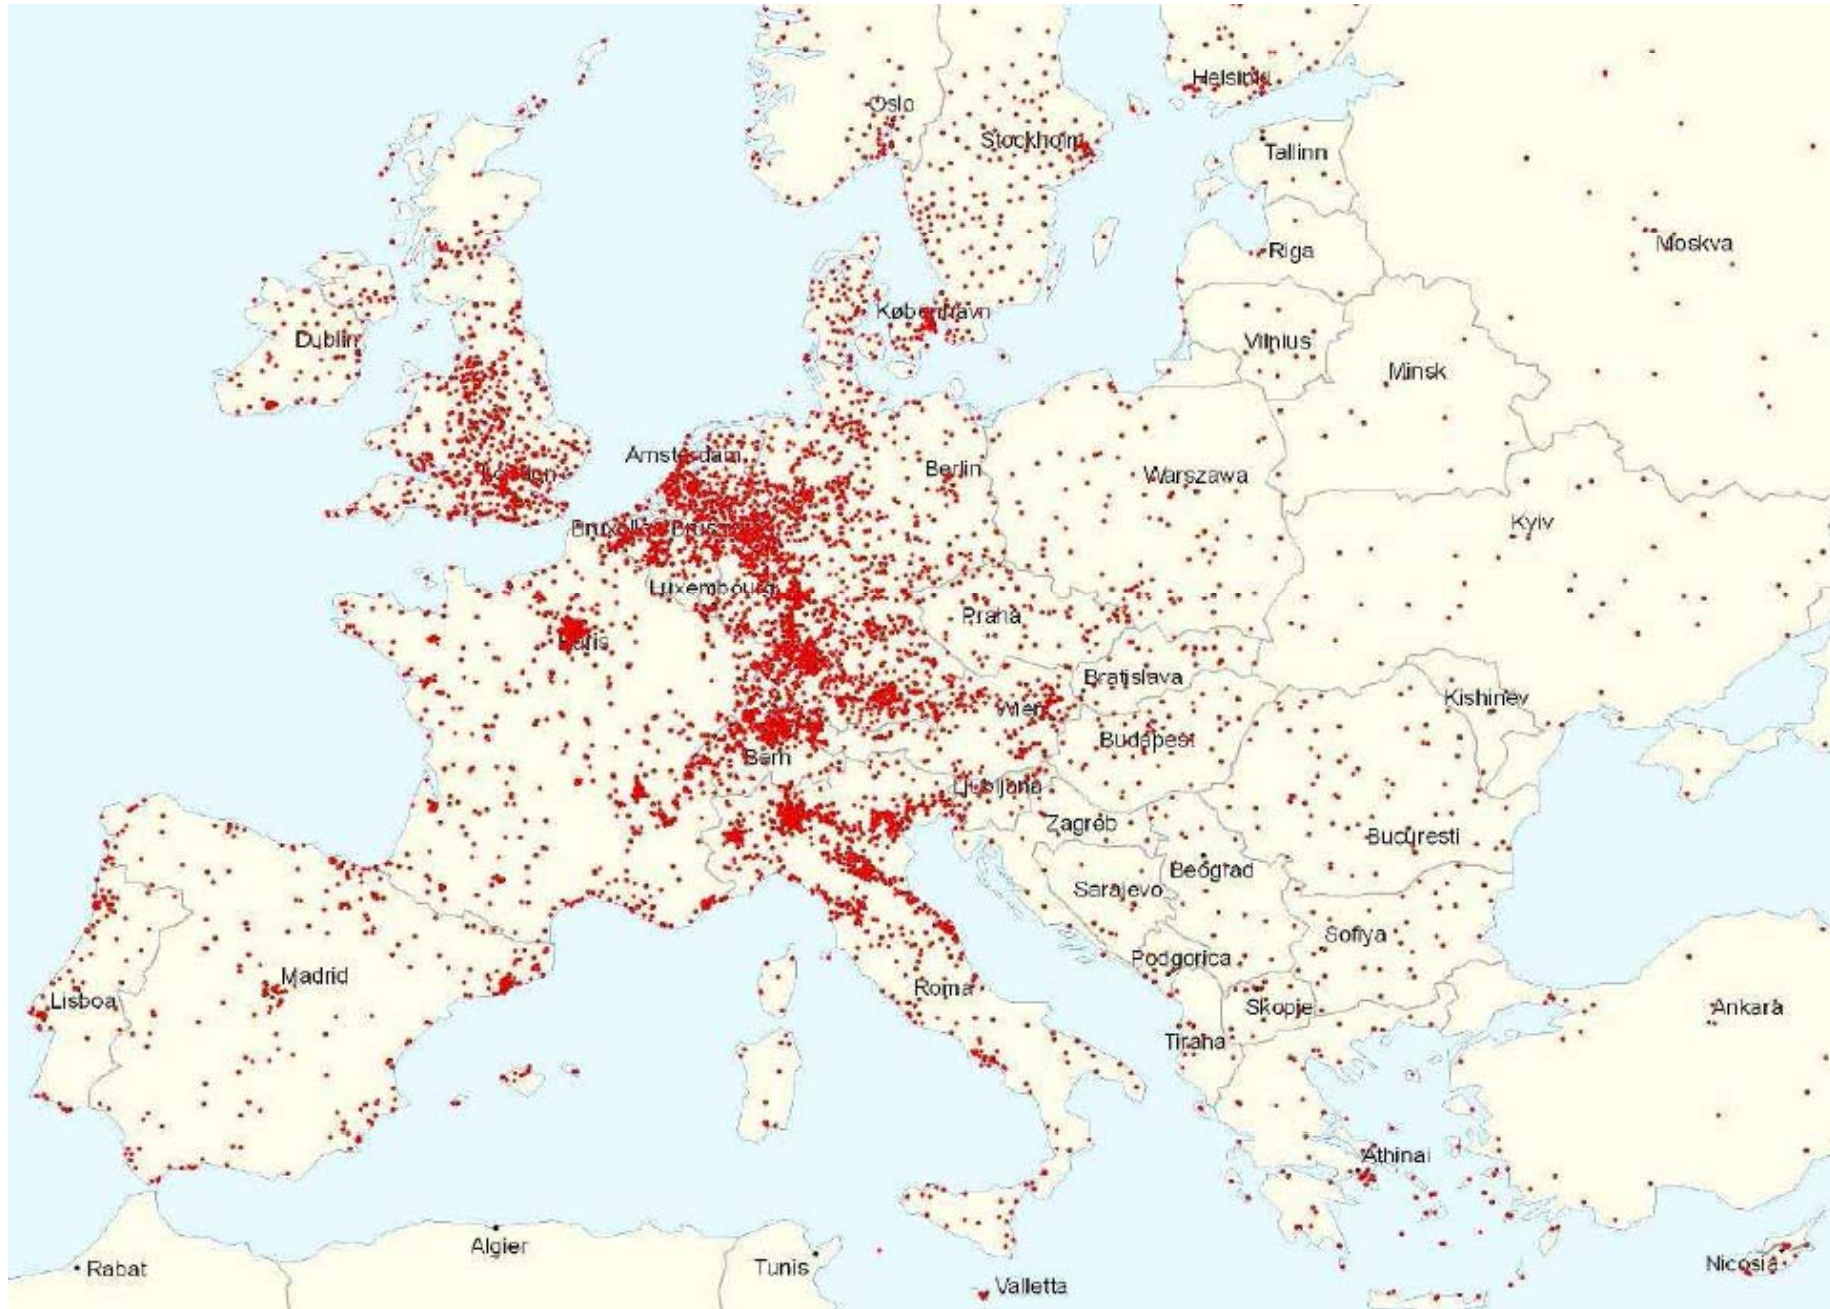 Helsinki
Oslo
Stockholm
Tallinn
Moskva
Riga
København
Dublin
Vilnius
Minsk
Amsterdam
Berlin
Warszawa
London
Kyiv
Luxembourg
Praha
Paris
Bratislava
Kishinev
Wien
Budapest
Bern
Ljubljana
Zagreb
Bucuresti
Beograd
Sarajevo
Sofiya
Podgorica
Madrid
Roma
Lisboa
Skopje
Ankara
Tirana
Athinai
Algier
Rabat
Tunis
Nicosia
Valletta